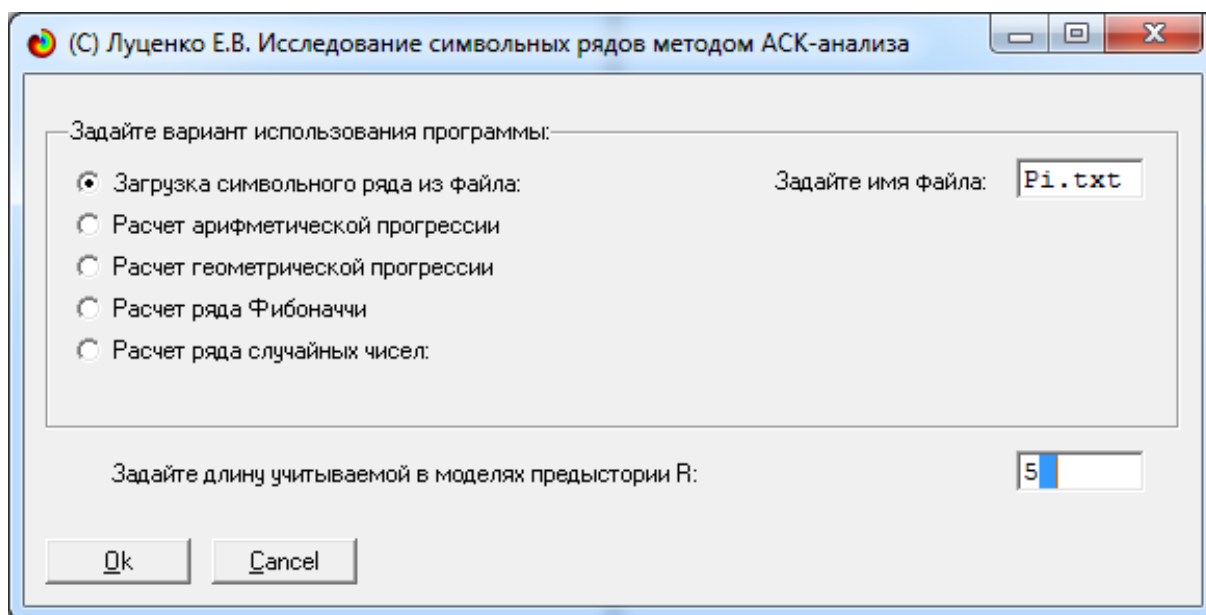 (C) Луценко Е.В. Исследование символьных рядов методом АСК-анализа
Задайте вариант использования программы:
Загрузка символьного ряда из файла: Задайте имя файла: Pi.txt
Расчет арифметической прогрессии
Расчет геометрической прогрессии
Расчет ряда Фибоначчи
Расчет ряда случайных чисел:
Задайте длину учитываемой в моделях предыстории R: 5
Ok Cancel